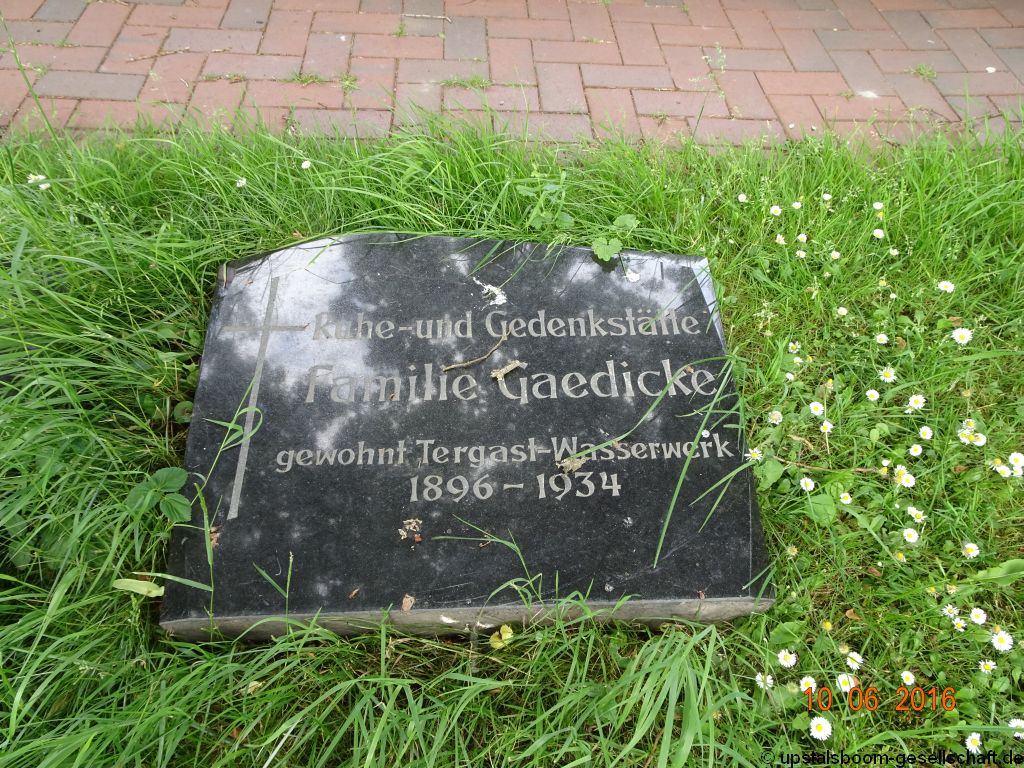 Ruhe-und Gedenkstätte
Familie Gaedicke
gewohnt Tergast-Wasserwerk
1896 - 1934
10 06 2016
© upstalsboom-gesellschaft.de